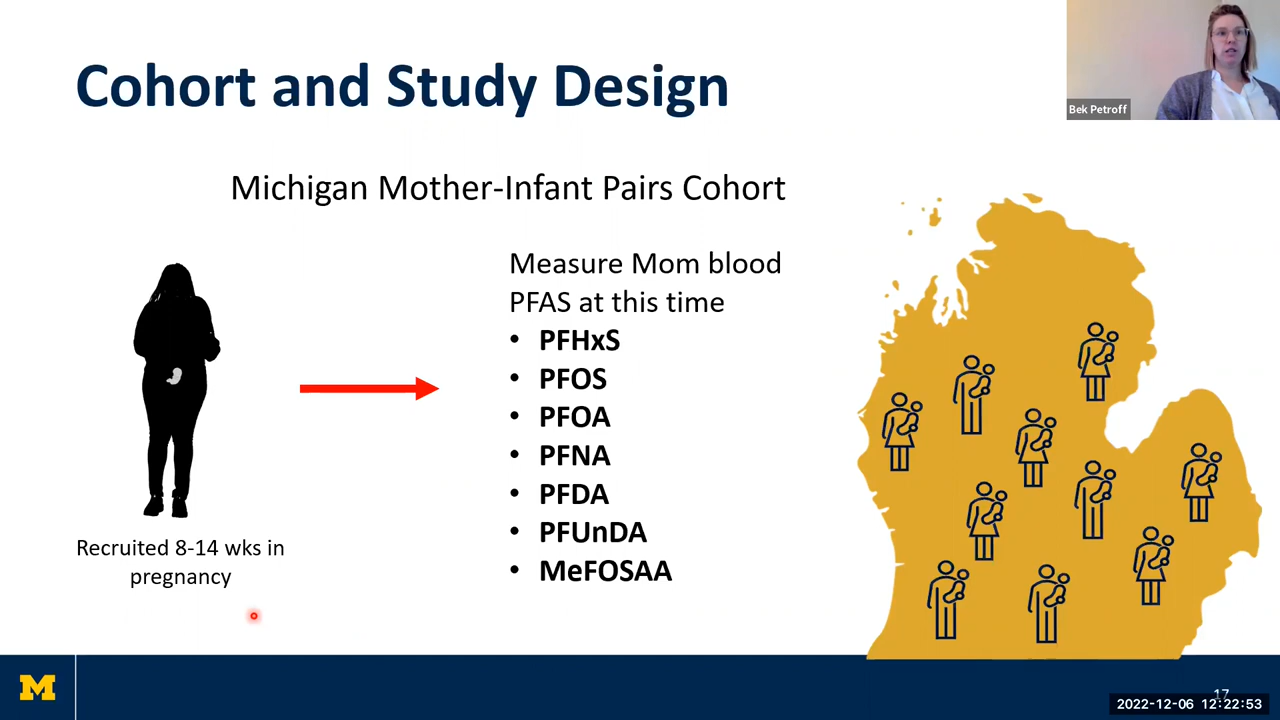 Cohort and Study Design
Bek Petroff
Michigan Mother-Infant Pairs Cohort
Measure Mom blood
PFAS at this time
• PFHxS
• PFOS
• PFOA
• PFNA
• PFDA
• PFUnDA
• MeFOSAA
Recruited 8-14 wks in
pregnancy
M
17
2022-12-06 12:22:53